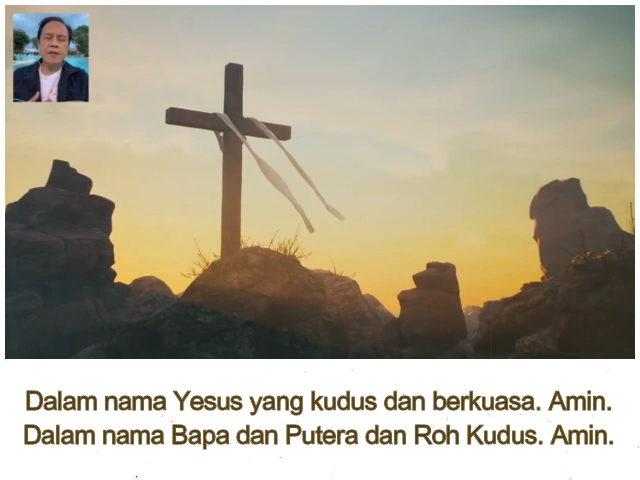 Dalam nama Yesus yang kudus dan berkuasa. Amin.
Dalam nama Bapa dan Putera dan Roh Kudus. Amin.